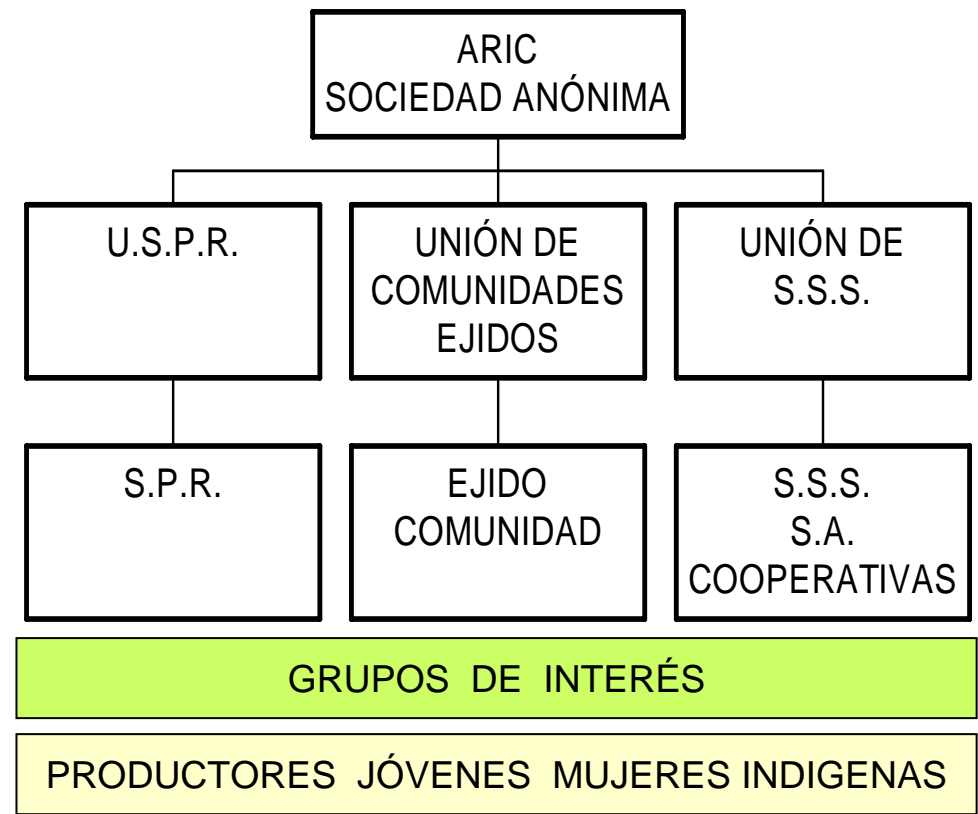 ARIC
SOCIEDAD ANÓNIMA
U.S.P.R.
UNIÓN DE
COMUNIDADES
EJIDOS
UNIÓN DE
S.S.S.
S.P.R.
EJIDO
COMUNIDAD
S.S.S.
S.A.
COOPERATIVAS
GRUPOS DE INTERÉS
PRODUCTORES JÓVENES MUJERES INDIGENAS